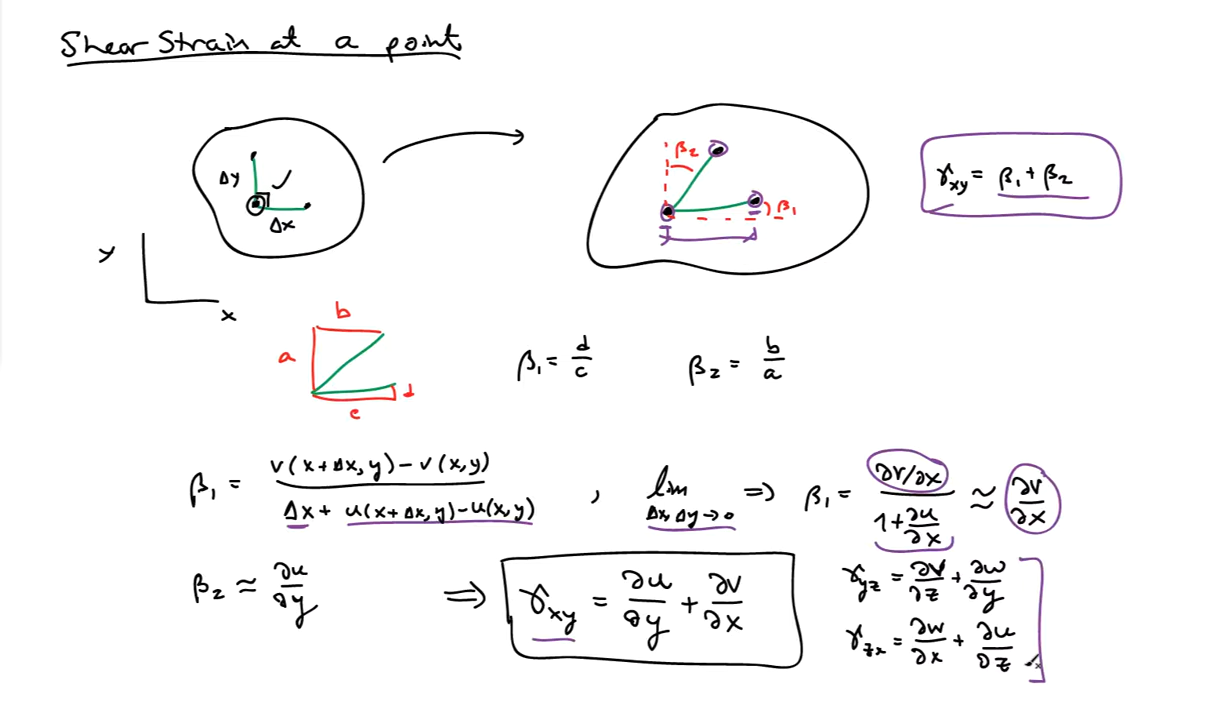 Shear Strain at a point
Δy
Δx
y
x
β₂
β₁
γxy = β₁ + β₂
b
a
d
c
β₁ = d/c
β₂ = b/a
β₁ = (v(x+Δx, y) − v(x,y)) / (Δx + u(x+Δx, y) − u(x,y)) , lim Δx, Δy → 0 ⇒ β₁ = (∂v/∂x) / (1 + ∂u/∂x) ≈ ∂v/∂x
β₂ ≈ ∂u/∂y ⇒ γxy = ∂u/∂y + ∂v/∂x
γyz = ∂v/∂z + ∂w/∂y
γzx = ∂w/∂x + ∂u/∂z